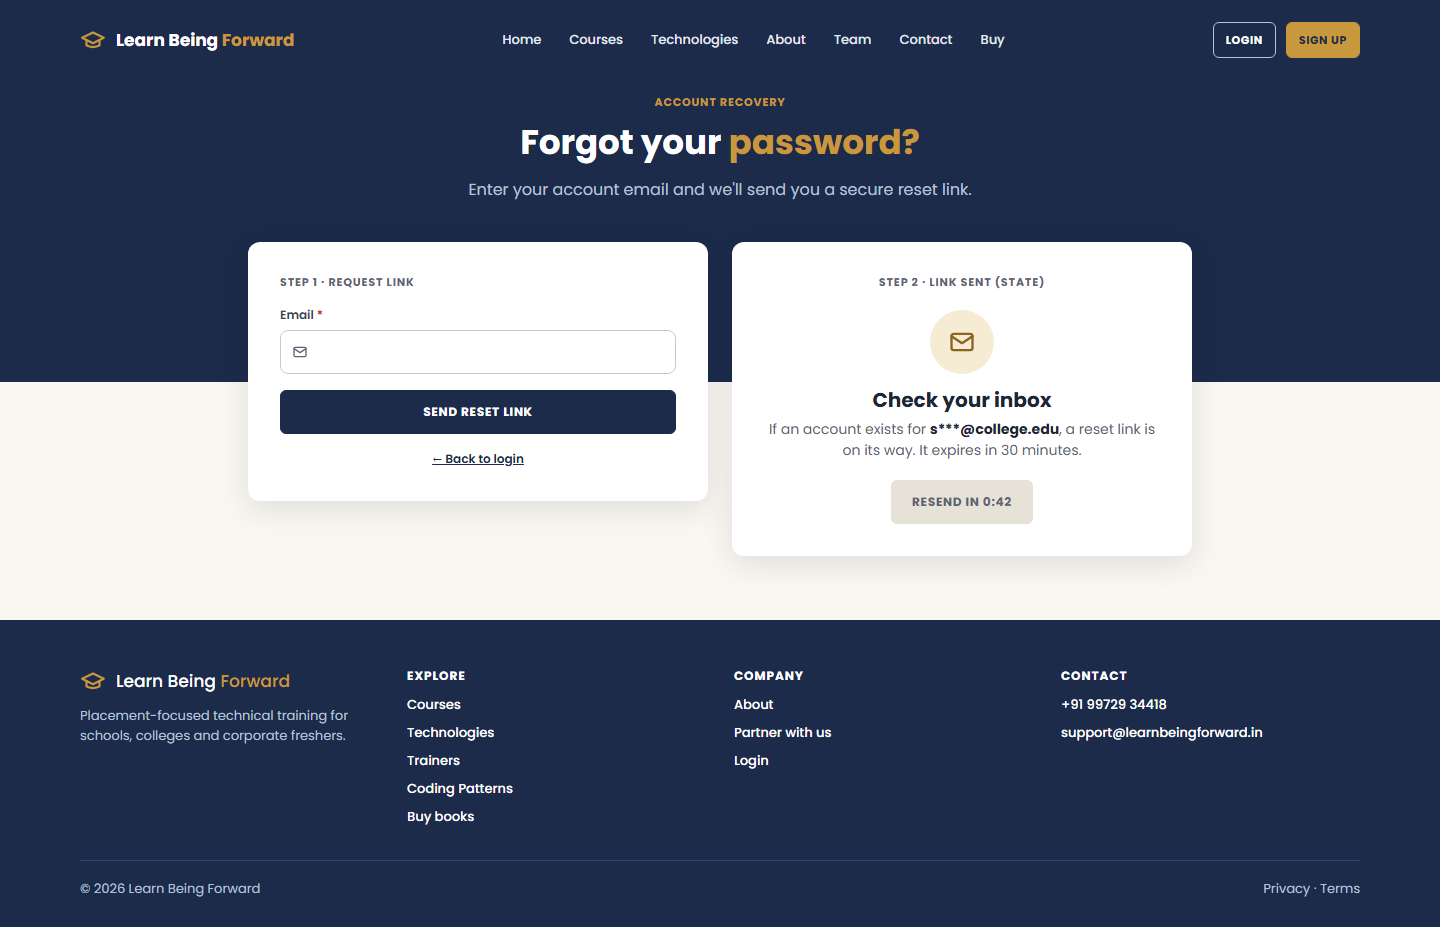 Learn Being Forward
Home Courses Technologies About Team Contact Buy
LOGIN SIGN UP
ACCOUNT RECOVERY
Forgot your password?
Enter your account email and we'll send you a secure reset link.
STEP 1 · REQUEST LINK
Email *
SEND RESET LINK
← Back to login
STEP 2 · LINK SENT (STATE)
Check your inbox
If an account exists for s***@college.edu, a reset link is
on its way. It expires in 30 minutes.
RESEND IN 0:42
Learn Being Forward
Placement-focused technical training for
schools, colleges and corporate freshers.
EXPLORE
Courses
Technologies
Trainers
Coding Patterns
Buy books
COMPANY
About
Partner with us
Login
CONTACT
+91 99729 34418
support@learnbeingforward.in
© 2026 Learn Being Forward
Privacy · Terms